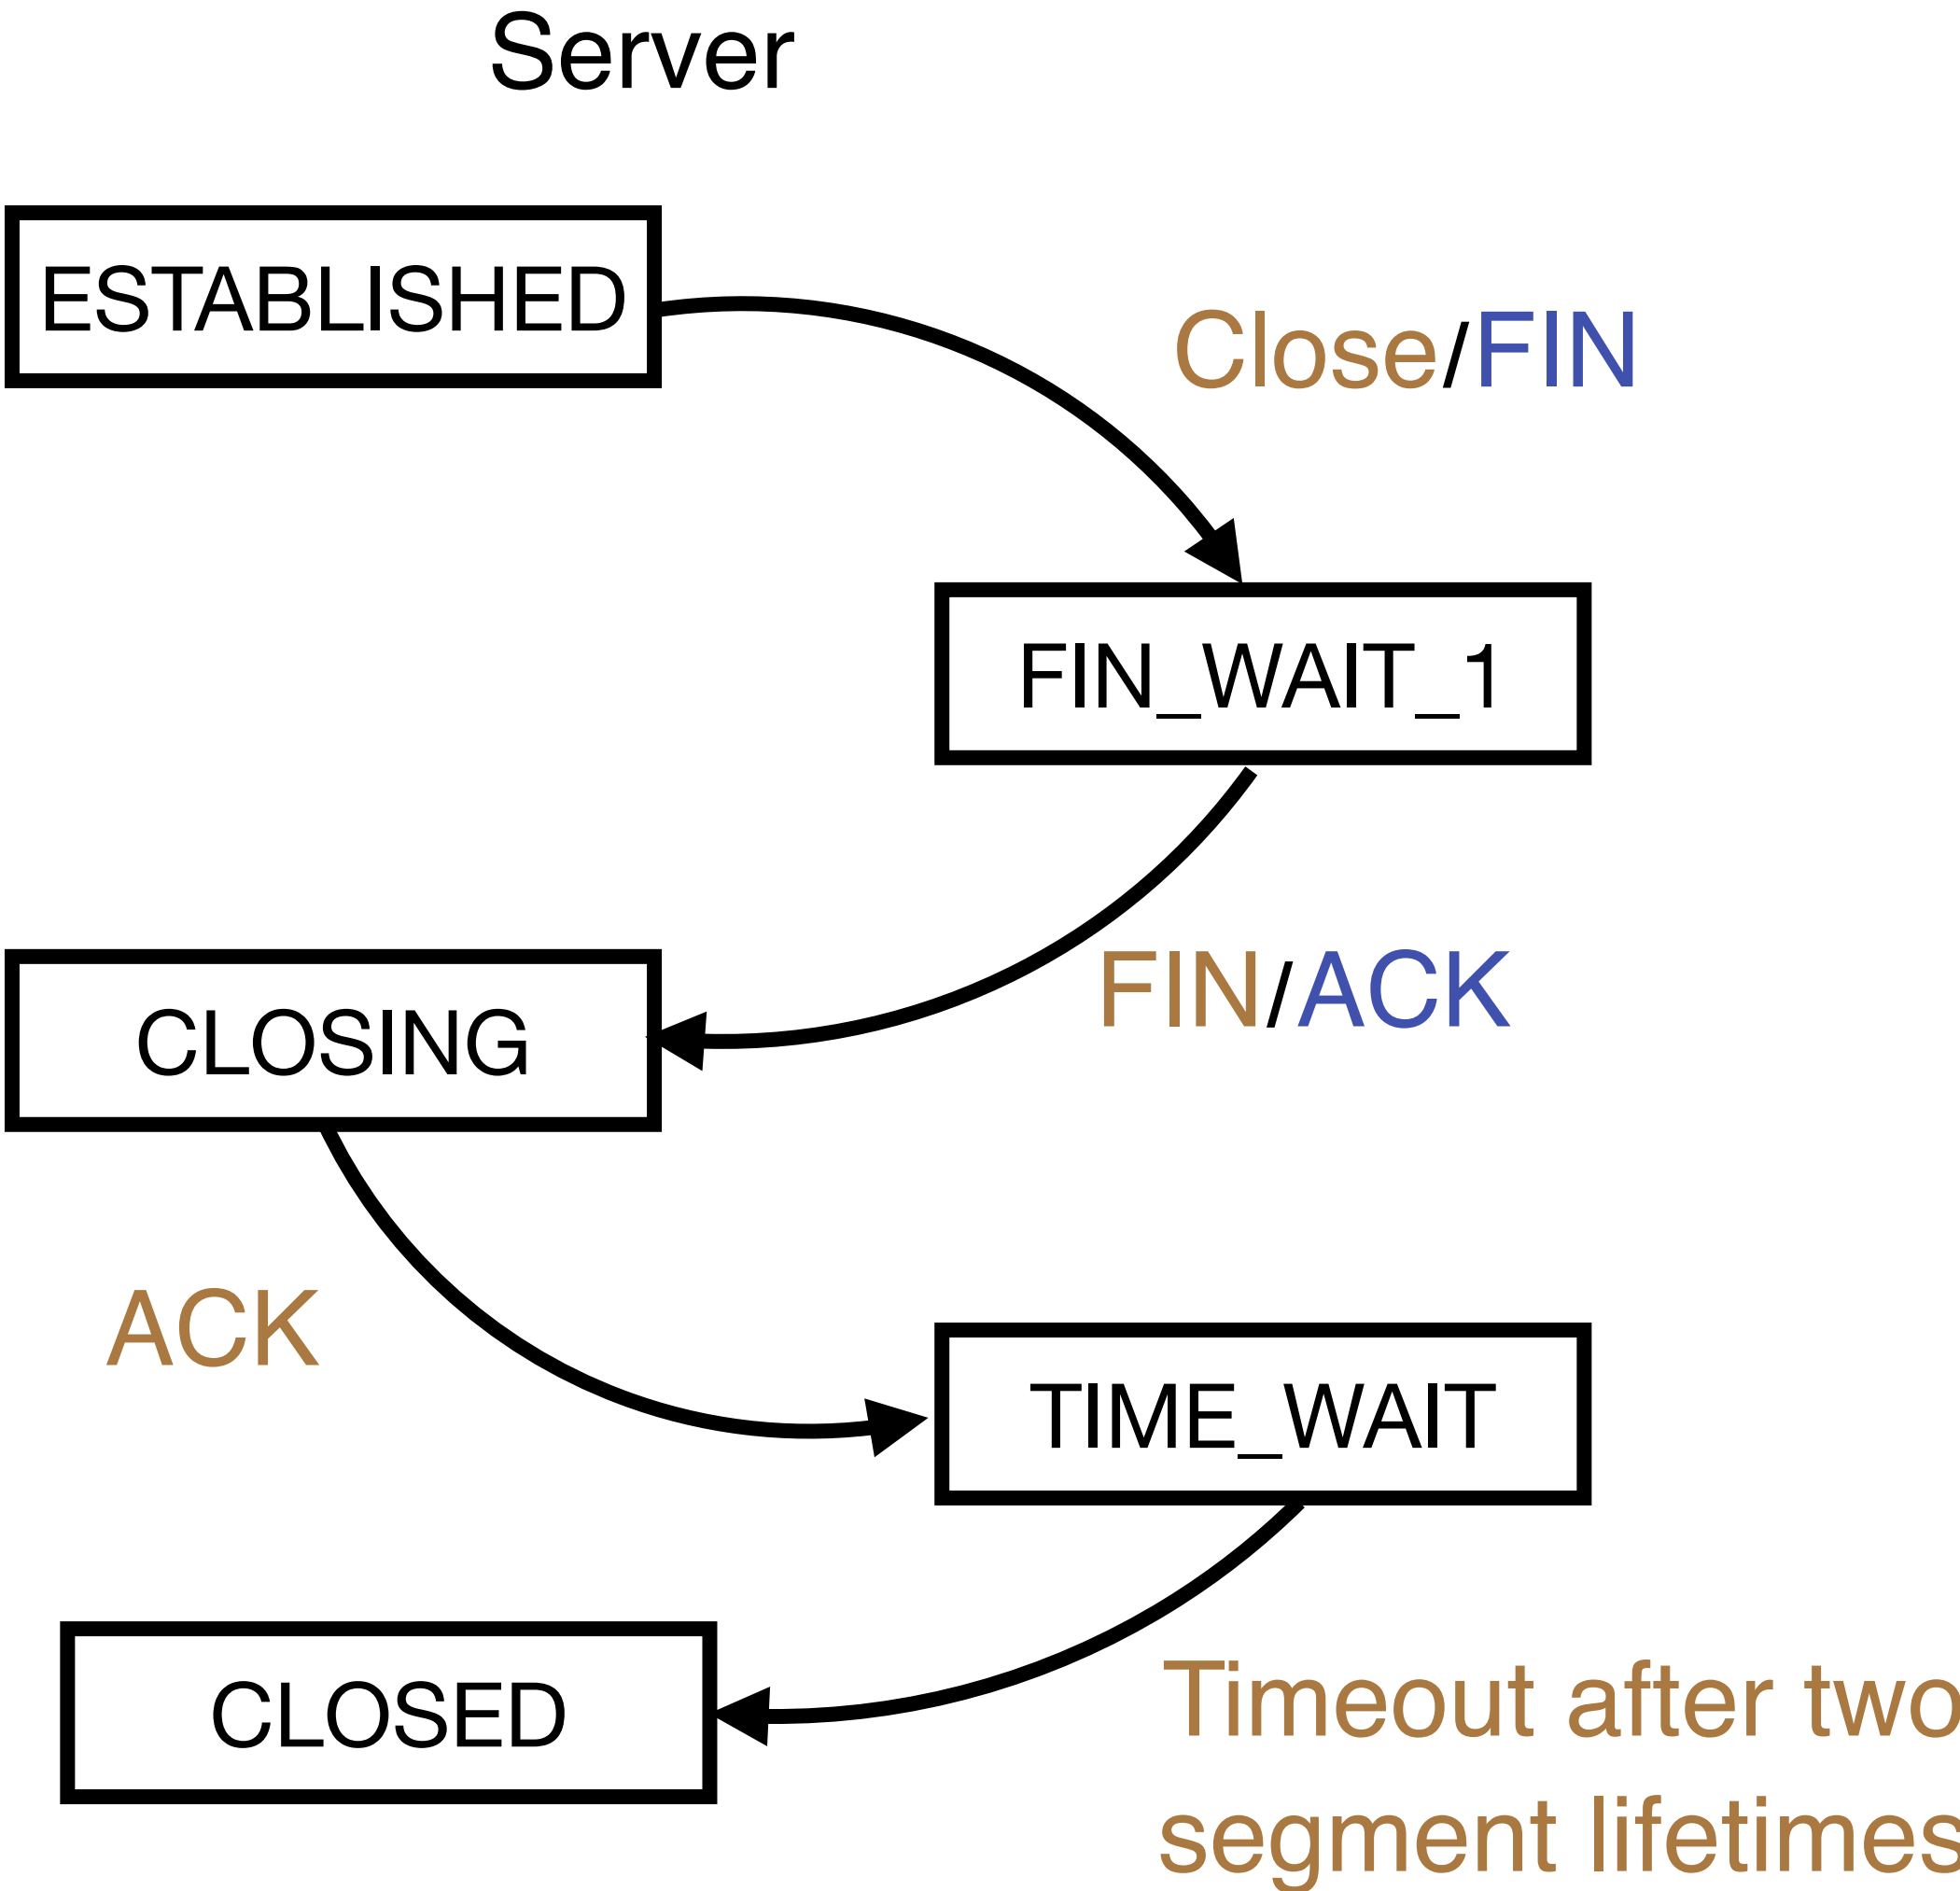 Server
ESTABLISHED
Close/FIN
FIN_WAIT_1
FIN/ACK
CLOSING
ACK
TIME_WAIT
CLOSED
Timeout after two
segment lifetimes